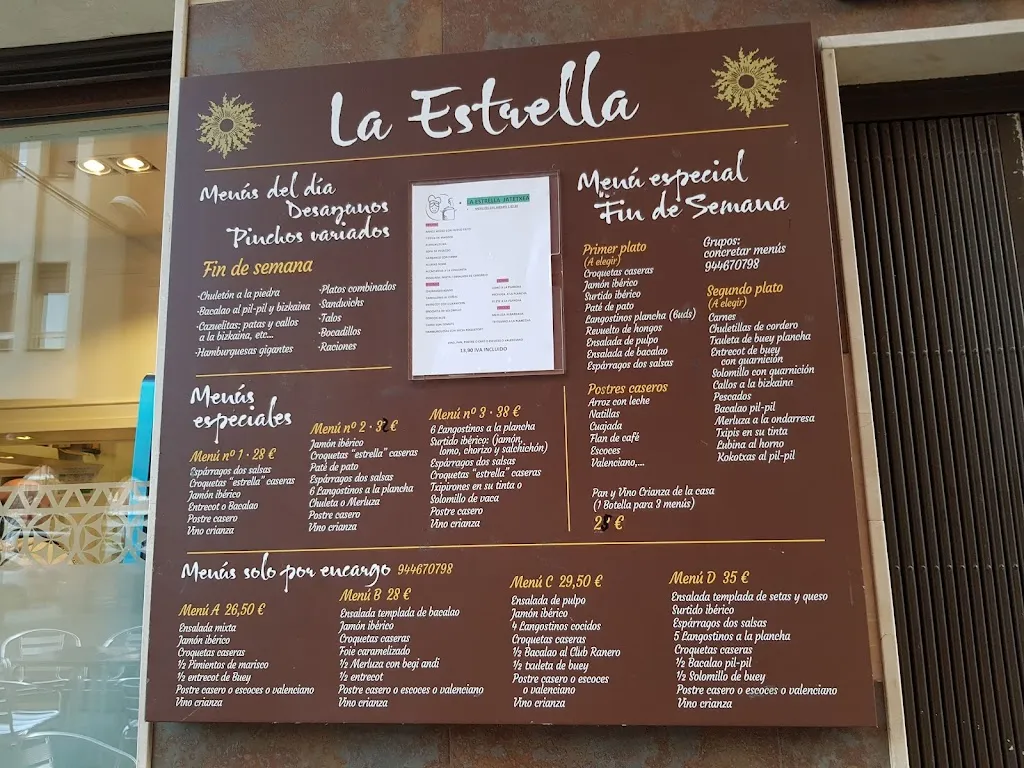 La Estrella
Menús del día
Desayunos
Pinchos variados
Fin de semana
·Chuletón a la piedra
·Bacalao al pil-pil y bizkaina
·Cazuelitas; patas y callos
a la bizkaina, etc...
·Hamburguesas gigantes
·Platos combinados
·Sandwichs
·Talos
·Bocadillos
·Raciones
LA ESTRELLA JATETXEA
13,90 IVA INCLUIDO
Menú especial
Fin de Semana
Primer plato
(A elegir)
Croquetas caseras
Jamón ibérico
Surtido ibérico
Paté de pato
Langostinos plancha (6uds)
Revuelto de hongos
Ensalada de pulpo
Ensalada de bacalao
Espárragos dos salsas
Postres caseros
Arroz con leche
Natillas
Cuajada
Flan de café
Escoces
Valenciano,...
Grupos:
concretar menús
944670798
Segundo plato
(A elegir)
Carnes
Chuletillas de cordero
Txuleta de buey plancha
Entrecot de buey
con guarnición
Solomillo con guarnición
Callos a la bizkaina
Pescados
Bacalao pil-pil
Merluza a la ondarresa
Txipis en su tinta
Lubina al horno
Kokotxas al pil-pil
Pan y Vino Crianza de la casa
(1 Botella para 3 menús)
€
Menús
especiales
Menú nº 1 · 28 €
Espárragos dos salsas
Croquetas "estrella" caseras
Jamón ibérico
Entrecot o Bacalao
Postre casero
Vino crianza
Menú nº 2 · €
Jamón ibérico
Croquetas "estrella" caseras
Paté de pato
Espárragos dos salsas
6 Langostinos a la plancha
Chuleta o Merluza
Postre casero
Vino crianza
Menú nº 3 · 38 €
6 Langostinos a la plancha
Surtido ibérico: (jamón,
lomo, chorizo y salchichón)
Espárragos dos salsas
Croquetas "estrella" caseras
Txipirones en su tinta o
Solomillo de vaca
Postre casero
Vino crianza
Menús solo por encargo 944670798
Menú A 26,50 €
Ensalada mixta
Jamón ibérico
Croquetas caseras
½ Pimientos de marisco
½ entrecot de Buey
Postre casero o escoces o valenciano
Vino crianza
Menú B 28 €
Ensalada templada de bacalao
Jamón ibérico
Croquetas caseras
Foie caramelizado
½ Merluza con begi andi
½ entrecot
Postre casero o escoces o valenciano
Vino crianza
Menú C 29,50 €
Ensalada de pulpo
Jamón ibérico
4 Langostinos cocidos
Croquetas caseras
½ Bacalao al Club Ranero
½ txuleta de buey
Postre casero o escoces
o valenciano
Vino crianza
Menú D 35 €
Ensalada templada de setas y queso
Surtido ibérico
Espárragos dos salsas
5 Langostinos a la plancha
Croquetas caseras
½ Bacalao pil-pil
½ Solomillo de buey
Postre casero o escoces o valenciano
Vino crianza